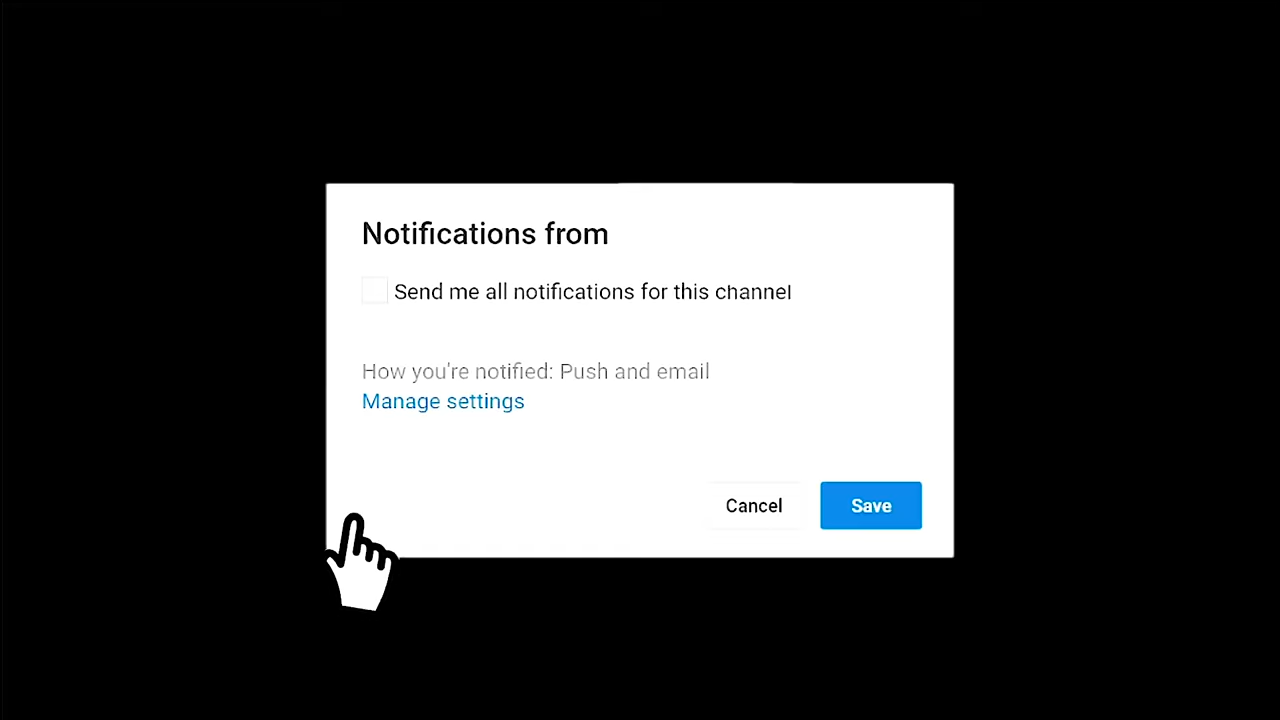 Notifications from
Send me all notifications for this channel
How you're notified: Push and email
Manage settings
Cancel
Save